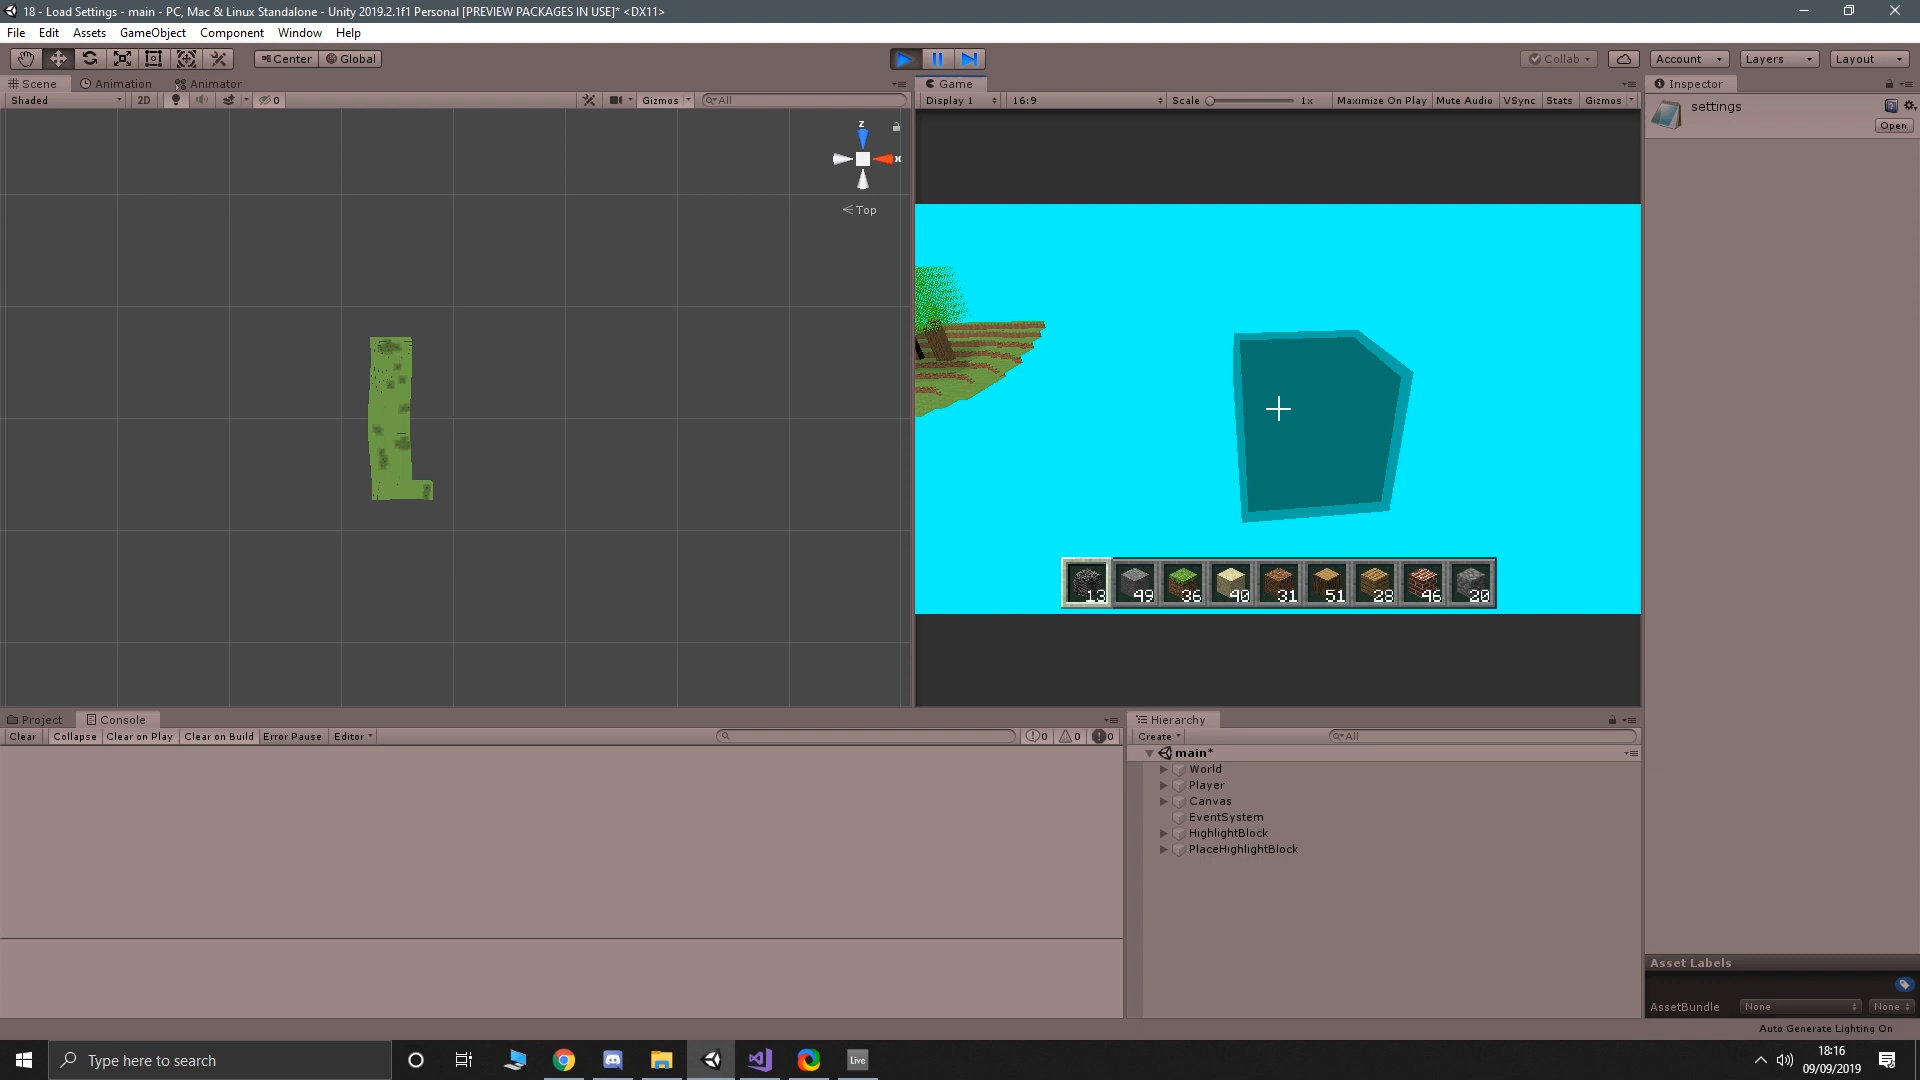 18 - Load Settings - main - PC, Mac & Linux Standalone - Unity 2019.2.1f1 Personal [PREVIEW PACKAGES IN USE]* <DX11>
File Edit Assets GameObject Component Window Help
Center Global Collab Account Layers Layout
Scene Animation Animator
Shaded 2D 0 Gizmos All
z
x
Top
Game
Display 1 16:9 Scale 1x Maximize On Play Mute Audio VSync Stats Gizmos
13 49 36 40 31 51 28 46 20
Inspector
settings
Open
Project Console
Clear Collapse Clear on Play Clear on Build Error Pause Editor 0 0 0
Hierarchy
Create All
main*
World
Player
Canvas
EventSystem
HighlightBlock
PlaceHighlightBlock
Asset Labels
AssetBundle None None
Auto Generate Lighting On
Type here to search
Live
18:16
09/09/2019